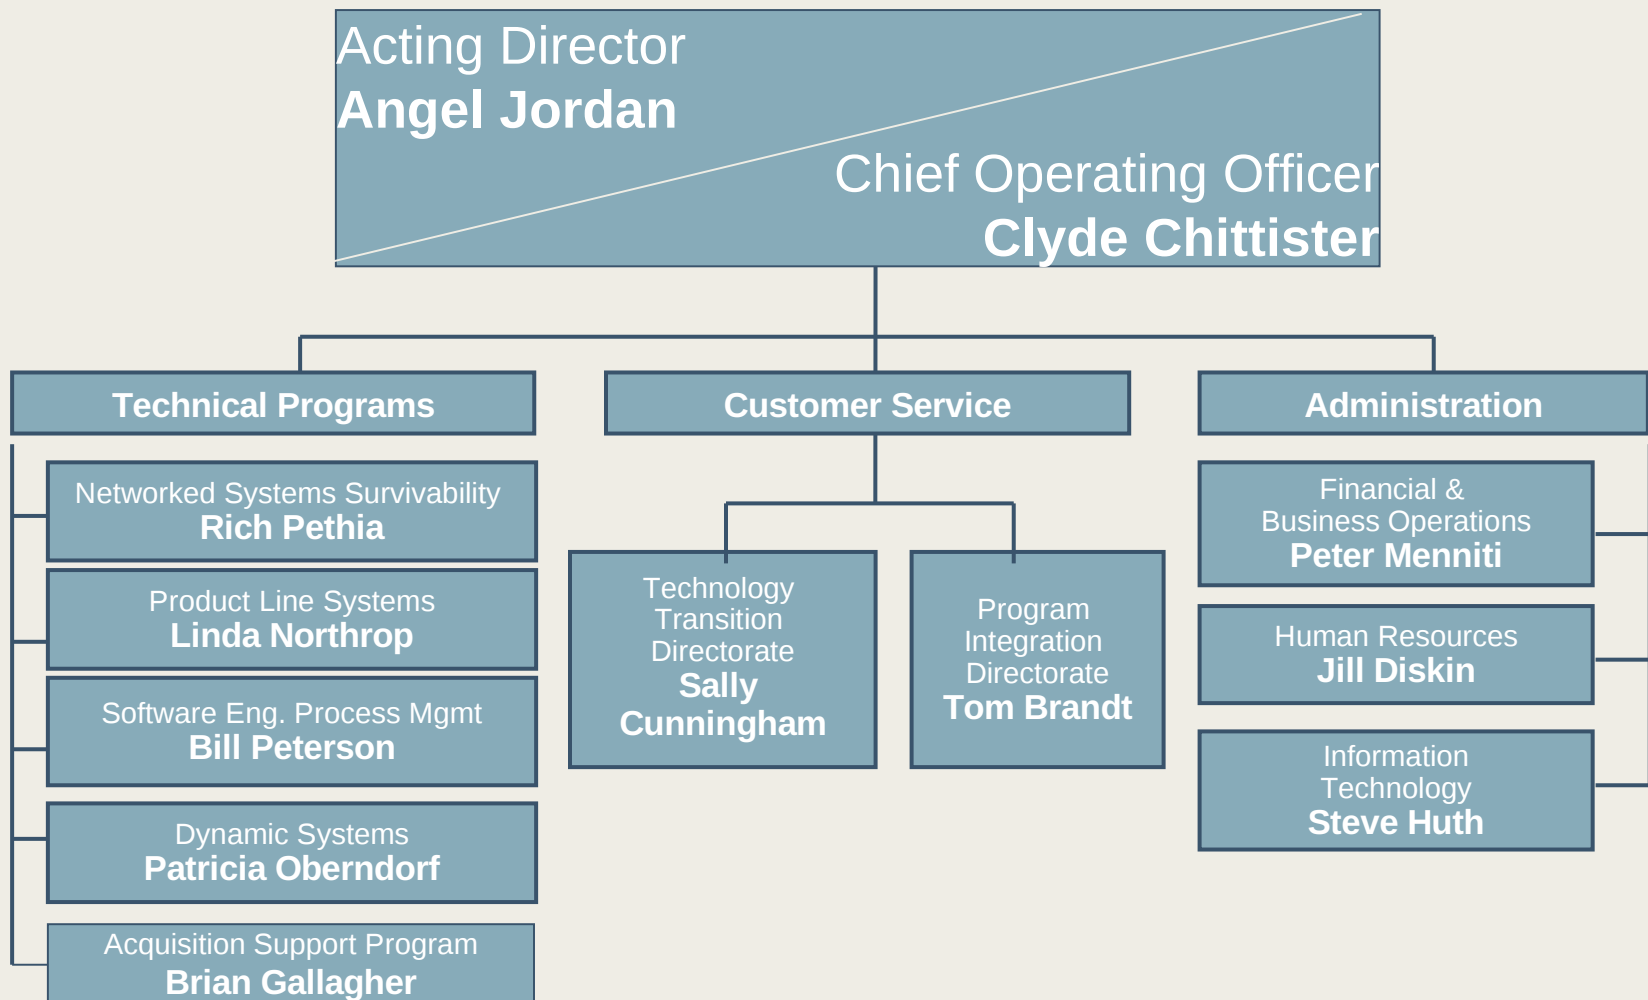 Acting Director
Angel Jordan
Chief Operating Officer
Clyde Chittister
Technical Programs
Networked Systems Survivability
Rich Pethia
Product Line Systems
Linda Northrop
Software Eng. Process Mgmt
Bill Peterson
Dynamic Systems
Patricia Oberndorf
Acquisition Support Program
Brian Gallagher
Customer Service
Technology
Transition
Directorate
Sally
Cunningham
Program
Integration
Directorate
Tom Brandt
Administration
Financial &
Business Operations
Peter Menniti
Human Resources
Jill Diskin
Information
Technology
Steve Huth